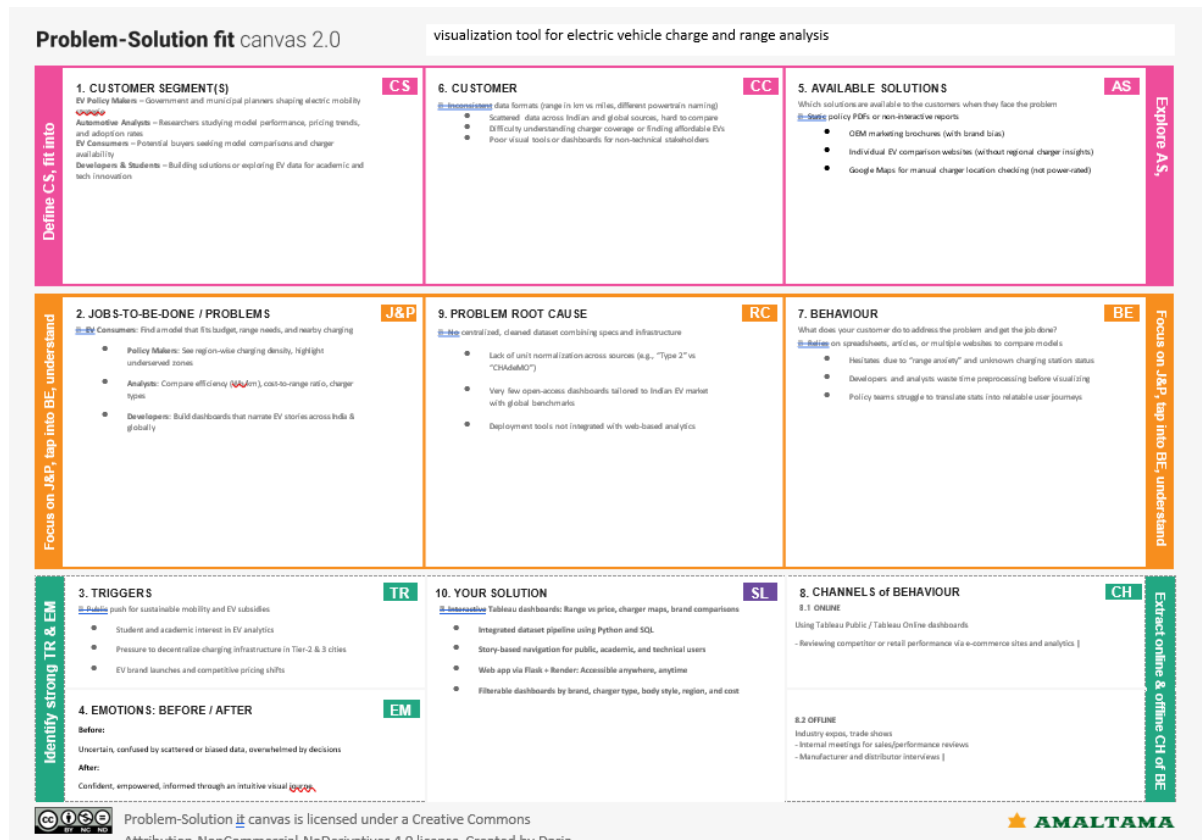 Problem-Solution fit canvas 2.0
visualization tool for electric vehicle charge and range analysis
Define CS, fit into
1. CUSTOMER SEGMENT(S)
CS
EV Policy Makers – Government and municipal planners shaping electric mobility
Automotive Analysts – Researchers studying model performance, pricing trends,
and adoption rates
EV Consumers – Potential buyers seeking model comparisons and charger
availability
Developers & Students – Building solutions or exploring EV data for academic and
tech innovation
6. CUSTOMER
CC
Inconsistent data formats (range in km vs miles, different powertrain naming)
● Scattered data across Indian and global sources, hard to compare
● Difficulty understanding charger coverage or finding affordable EVs
● Poor visual tools or dashboards for non-technical stakeholders
5. AVAILABLE SOLUTIONS
AS
Which solutions are available to the customers when they face the problem
Static policy PDFs or non-interactive reports
● OEM marketing brochures (with brand bias)
● Individual EV comparison websites (without regional charger insights)
● Google Maps for manual charger location checking (not power-rated)
Explore AS,
Focus on J&P, tap into BE, understand
2. JOBS-TO-BE-DONE / PROBLEMS
J&P
EV Consumers: Find a model that fits budget, range needs, and nearby charging
● Policy Makers: See region-wise charging density, highlight
underserved zones
● Analysts: Compare efficiency ( ), cost-to-range ratio, charger
types
● Developers: Build dashboards that narrate EV stories across India &
globally
9. PROBLEM ROOT CAUSE
RC
No centralized, cleaned dataset combining specs and infrastructure
● Lack of unit normalization across sources (e.g., "Type 2" vs
"CHAdeMO")
● Very few open-access dashboards tailored to Indian EV market
with global benchmarks
● Deployment tools not integrated with web-based analytics
7. BEHAVIOUR
BE
What does your customer do to address the problem and get the job done?
Relies on spreadsheets, articles, or multiple websites to compare models
● Hesitates due to "range anxiety" and unknown charging station status
● Developers and analysts waste time preprocessing before visualizing
● Policy teams struggle to translate stats into relatable user journeys
Focus on J&P, tap into BE, understand
Identify strong TR & EM
3. TRIGGERS
TR
Public push for sustainable mobility and EV subsidies
● Student and academic interest in EV analytics
● Pressure to decentralize charging infrastructure in Tier-2 & 3 cities
● EV brand launches and competitive pricing shifts
4. EMOTIONS: BEFORE / AFTER
EM
Before:
Uncertain, confused by scattered or biased data, overwhelmed by decisions
After:
Confident, empowered, informed through an intuitive visual
10. YOUR SOLUTION
SL
Interactive Tableau dashboards: Range vs price, charger maps, brand comparisons
● Integrated dataset pipeline using Python and SQL
● Story-based navigation for public, academic, and technical users
● Web app via Flask + Render: Accessible anywhere, anytime
● Filterable dashboards by brand, charger type, body style, region, and cost
8. CHANNELS of BEHAVIOUR
CH
8.1 ONLINE
Using Tableau Public / Tableau Online dashboards
- Reviewing competitor or retail performance via e-commerce sites and analytics |
8.2 OFFLINE
Industry expos, trade shows
- Internal meetings for sales/performance reviews
- Manufacturer and distributor interviews |
Extract online & offline CH of BE
CC BY NC ND
Problem-Solution it canvas is licensed under a Creative Commons
Attribution-NonCommercial-NoDerivatives 4.0 license. Created by Daria
AMALTAMA